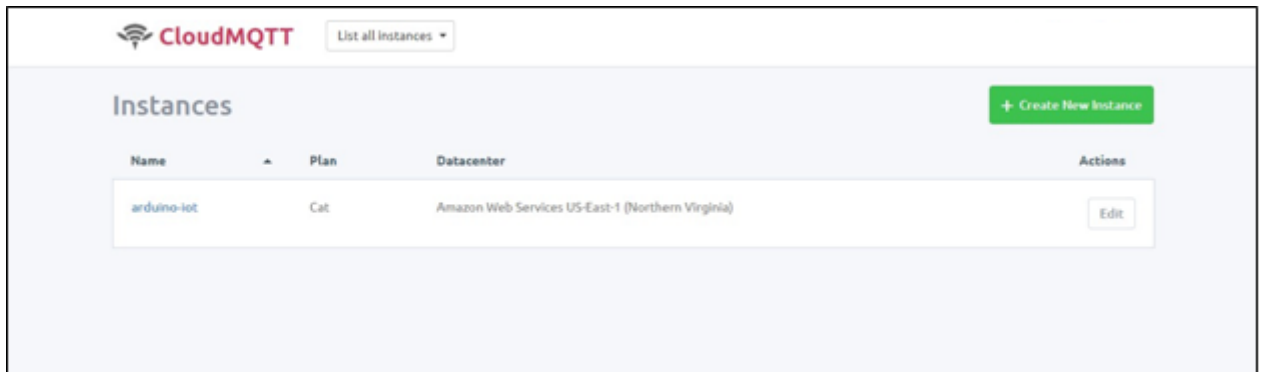 CloudMQTT List all instances
Instances + Create New Instance
Name Plan Datacenter Actions
arduino-iot Cat Amazon Web Services US-East-1 (Northern Virginia) Edit